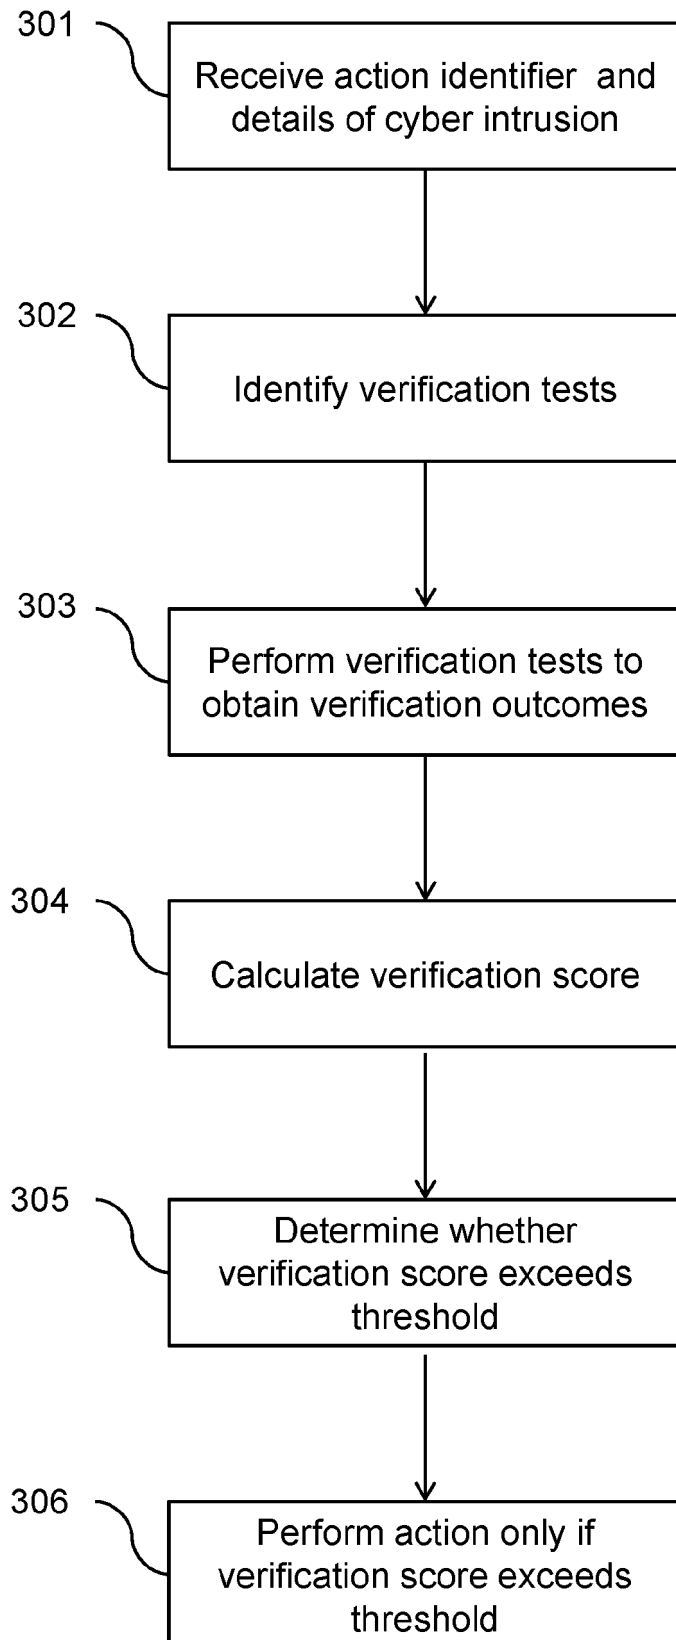 301
Receive action identifier and
details of cyber intrusion
302
Identify verification tests
303
Perform verification tests to
obtain verification outcomes
304
Calculate verification score
305
Determine whether
verification score exceeds
threshold
306
Perform action only if
verification score exceeds
threshold